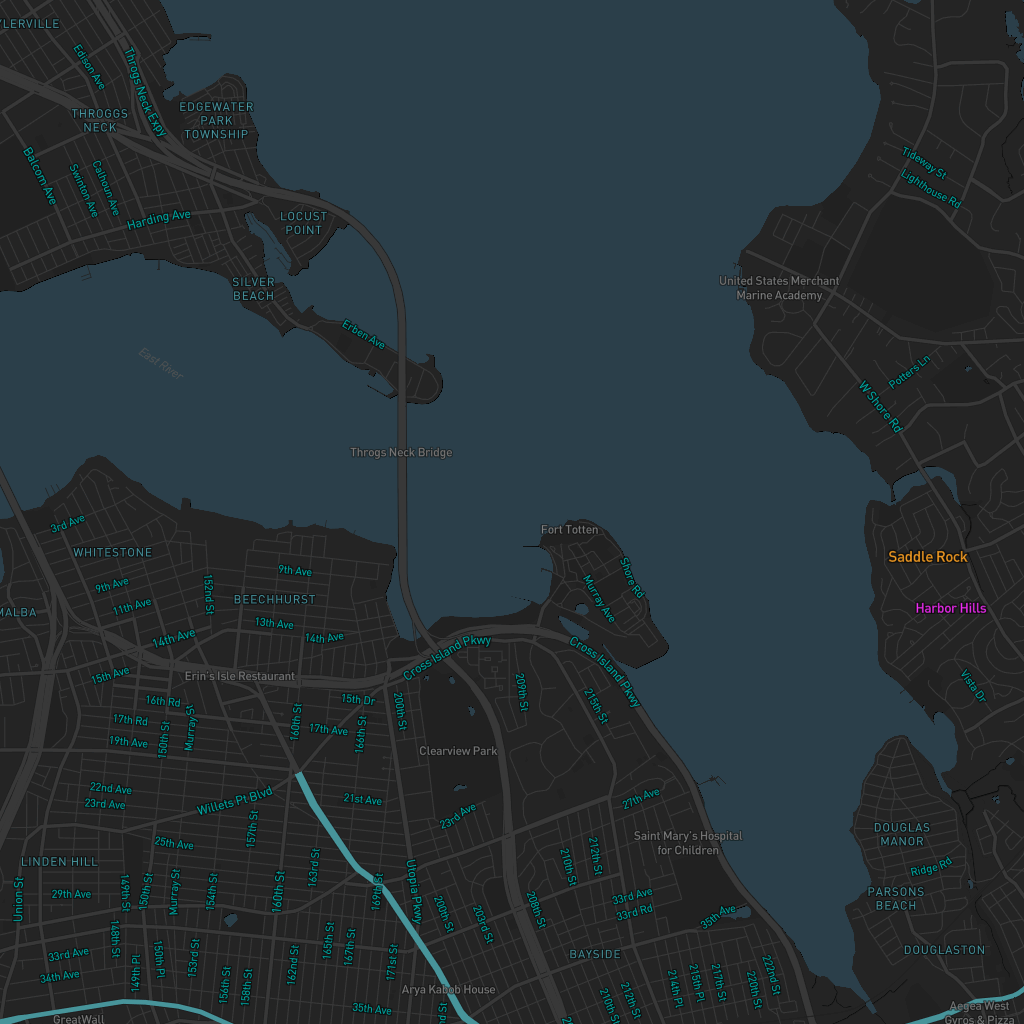 YLERVILLE
Edison Ave
Throgs Neck Expy
EDGEWATER
PARK
TOWNSHIP
THROGGS
NECK
Balcom Ave
Swinton Ave
Calhoun Ave
Harding Ave
LOCUST
POINT
SILVER
BEACH
Tideway St
Lighthouse Rd
United States Merchant
Marine Academy
Erben Ave
East River
Potters Ln
W Shore Rd
Throgs Neck Bridge
3rd Ave
WHITESTONE
Fort Totten
Saddle Rock
Harbor Hills
9th Ave
9th Ave
152nd St
BEECHHURST
11th Ave
MALBA
13th Ave
14th Ave
14th Ave
Shore Rd
Murray Ave
Cross Island Pkwy
Cross Island Pkwy
15th Ave
Erin's Isle Restaurant
Vista Dr
15th Dr
16th Rd
17th Rd
17th Ave
19th Ave
150th St
Murray St
160th St
166th St
200th St
209th St
215th St
Clearview Park
22nd Ave
23rd Ave
21st Ave
Willets Pt Blvd
23rd Ave
27th Ave
157th St
25th Ave
Saint Mary's Hospital
for Children
DOUGLAS
MANOR
LINDEN HILL
Ridge Rd
PARSONS
BEACH
29th Ave
Union St
149th St
150th St
Murray St
154th St
160th St
163rd St
169th St
Utopia Pkwy
210th St
212th St
33rd Ave
33rd Rd
35th Ave
200th St
203rd St
208th St
148th St
165th St
167th St
BAYSIDE
DOUGLASTON
33rd Ave
34th Ave
149th Pl
150th Pl
153rd St
156th St
158th St
162nd St
171st St
214th Pl
215th Pl
217th St
220th St
222nd St
Arya Kabob House
210th St
212th St
35th Ave
nd St
GreatWall
Aegea West
Gyros & Pizza